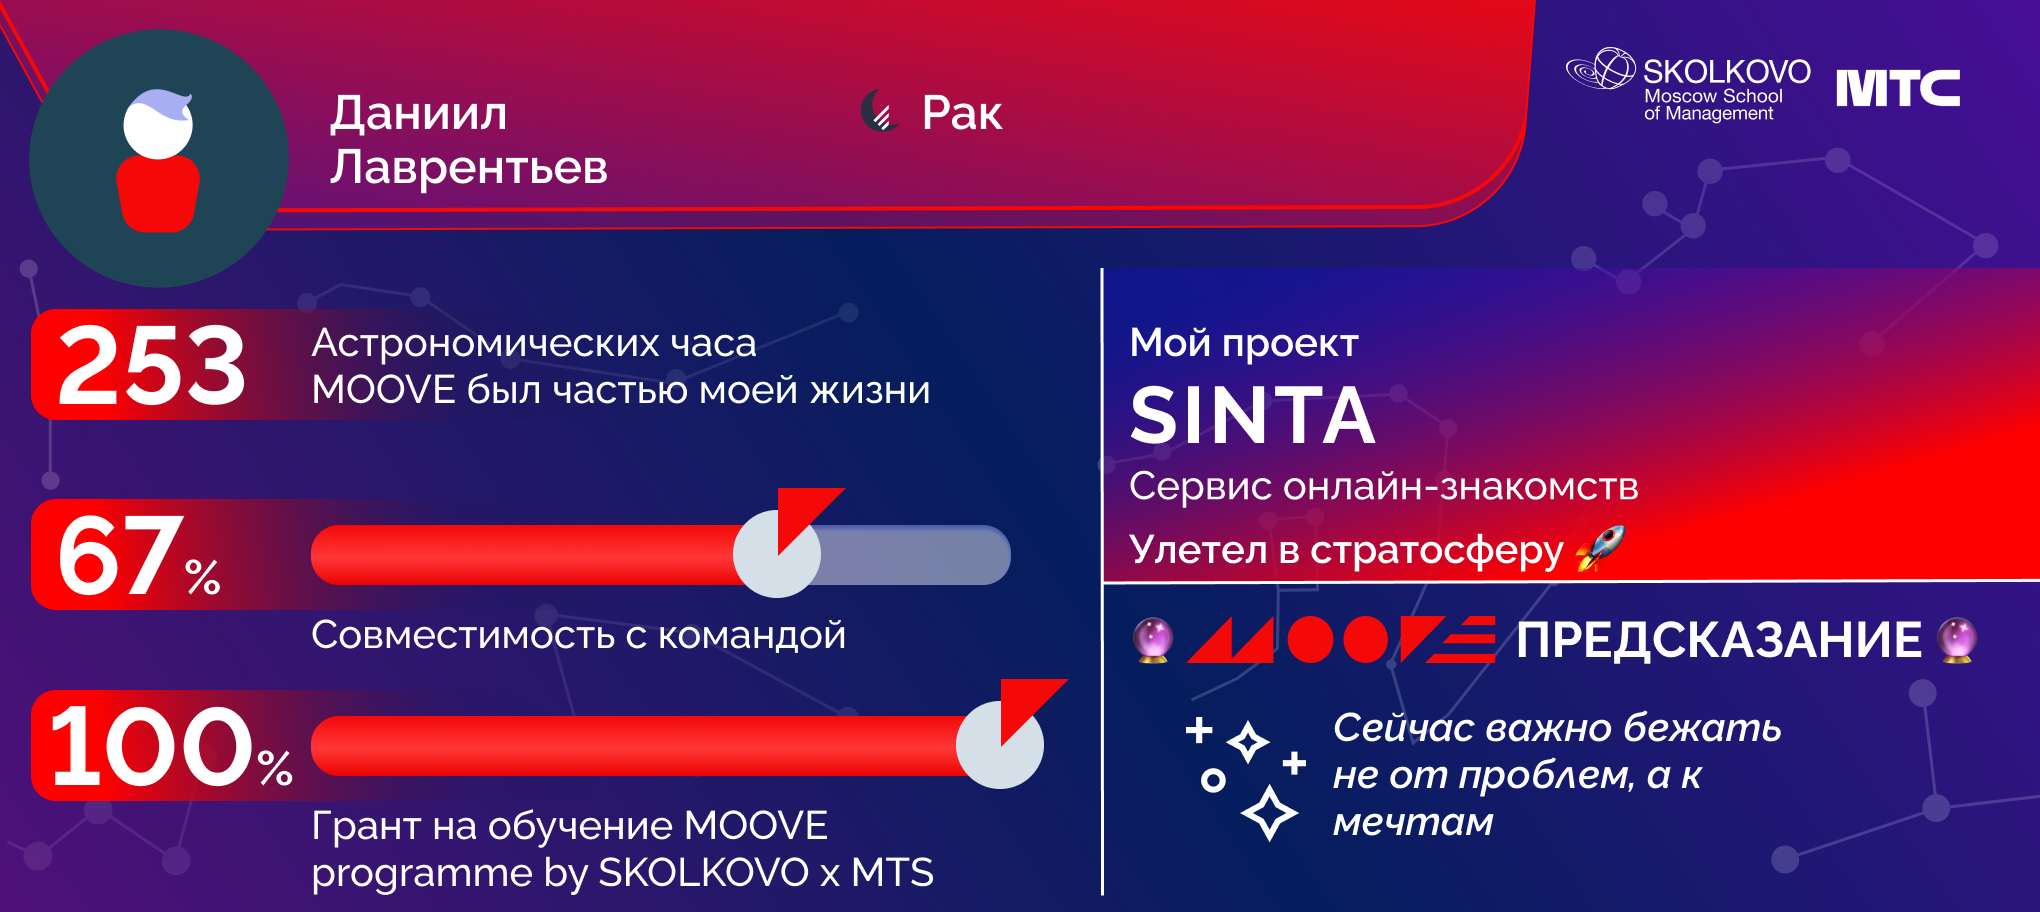 Даниил
Лаврентьев
Рак
SKOLKOVO
Moscow School
of Management
МТС
253
Астрономических часа
MOOVE был частью моей жизни
67%
Совместимость с командой
100%
Грант на обучение MOOVE
programme by SKOLKOVO x MTS
Мой проект
SINTA
Сервис онлайн-знакомств
Улетел в стратосферу 🚀
🔮 MOOVE ПРЕДСКАЗАНИЕ 🔮
Сейчас важно бежать
не от проблем, а к
мечтам